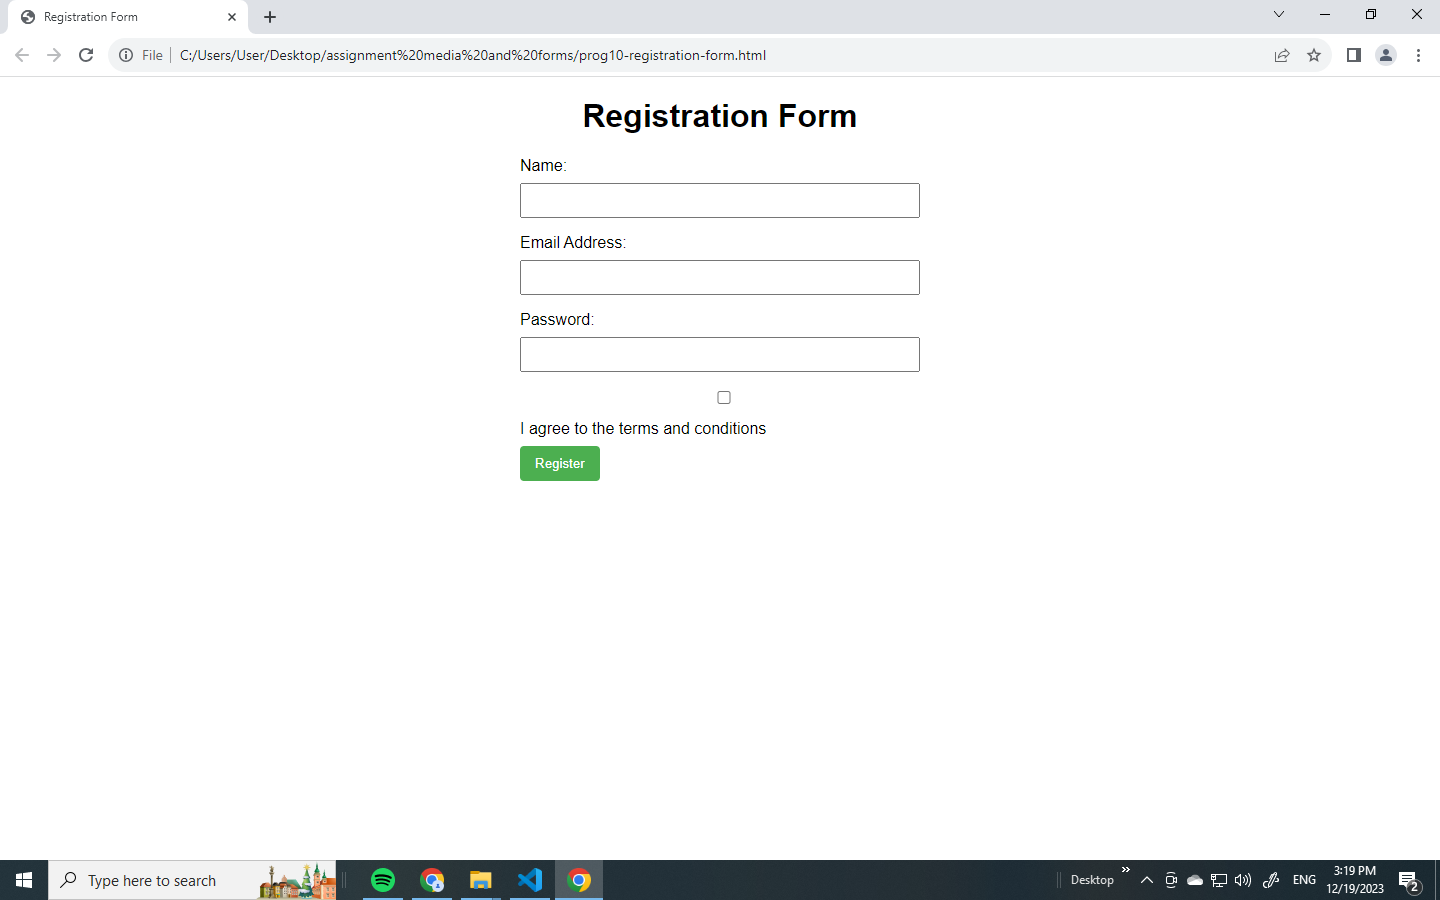 Registration Form
File
C:/Users/User/Desktop/assignment%20media%20and%20forms/prog10-registration-form.html
Registration Form
Name:
Email Address:
Password:
I agree to the terms and conditions
Register
Type here to search
Desktop
ENG
3:19 PM
12/19/2023
2